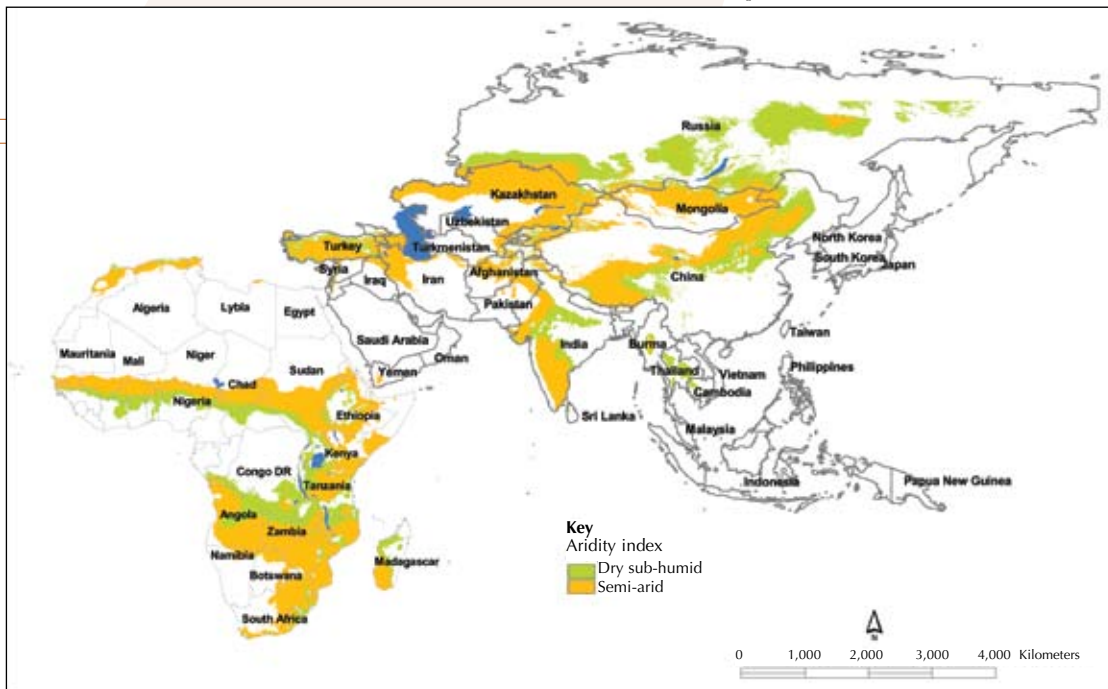 Russia
Kazakhstan
Mongolia
Uzbekistan
North Korea
Turkey
Turkmenistan
South Korea
Japan
Syria
Afghanistan
China
Iraq
Iran
Algeria
Lybia
Egypt
Pakistan
Taiwan
Saudi Arabia
India
Burma
Mauritania
Mali
Niger
Oman
Sudan
Yemen
Thailand
Vietnam
Philippines
Chad
Cambodia
Nigeria
Ethiopia
Sri Lanka
Malaysia
Kenya
Congo DR
Indonesia
Papua New Guinea
Tanzania
Angola
Zambia
Key
Aridity index
Namibia
Madagascar
Dry sub-humid
Botswana
Semi-arid
South Africa
N
0 1,000 2,000 3,000 4,000 Kilometers